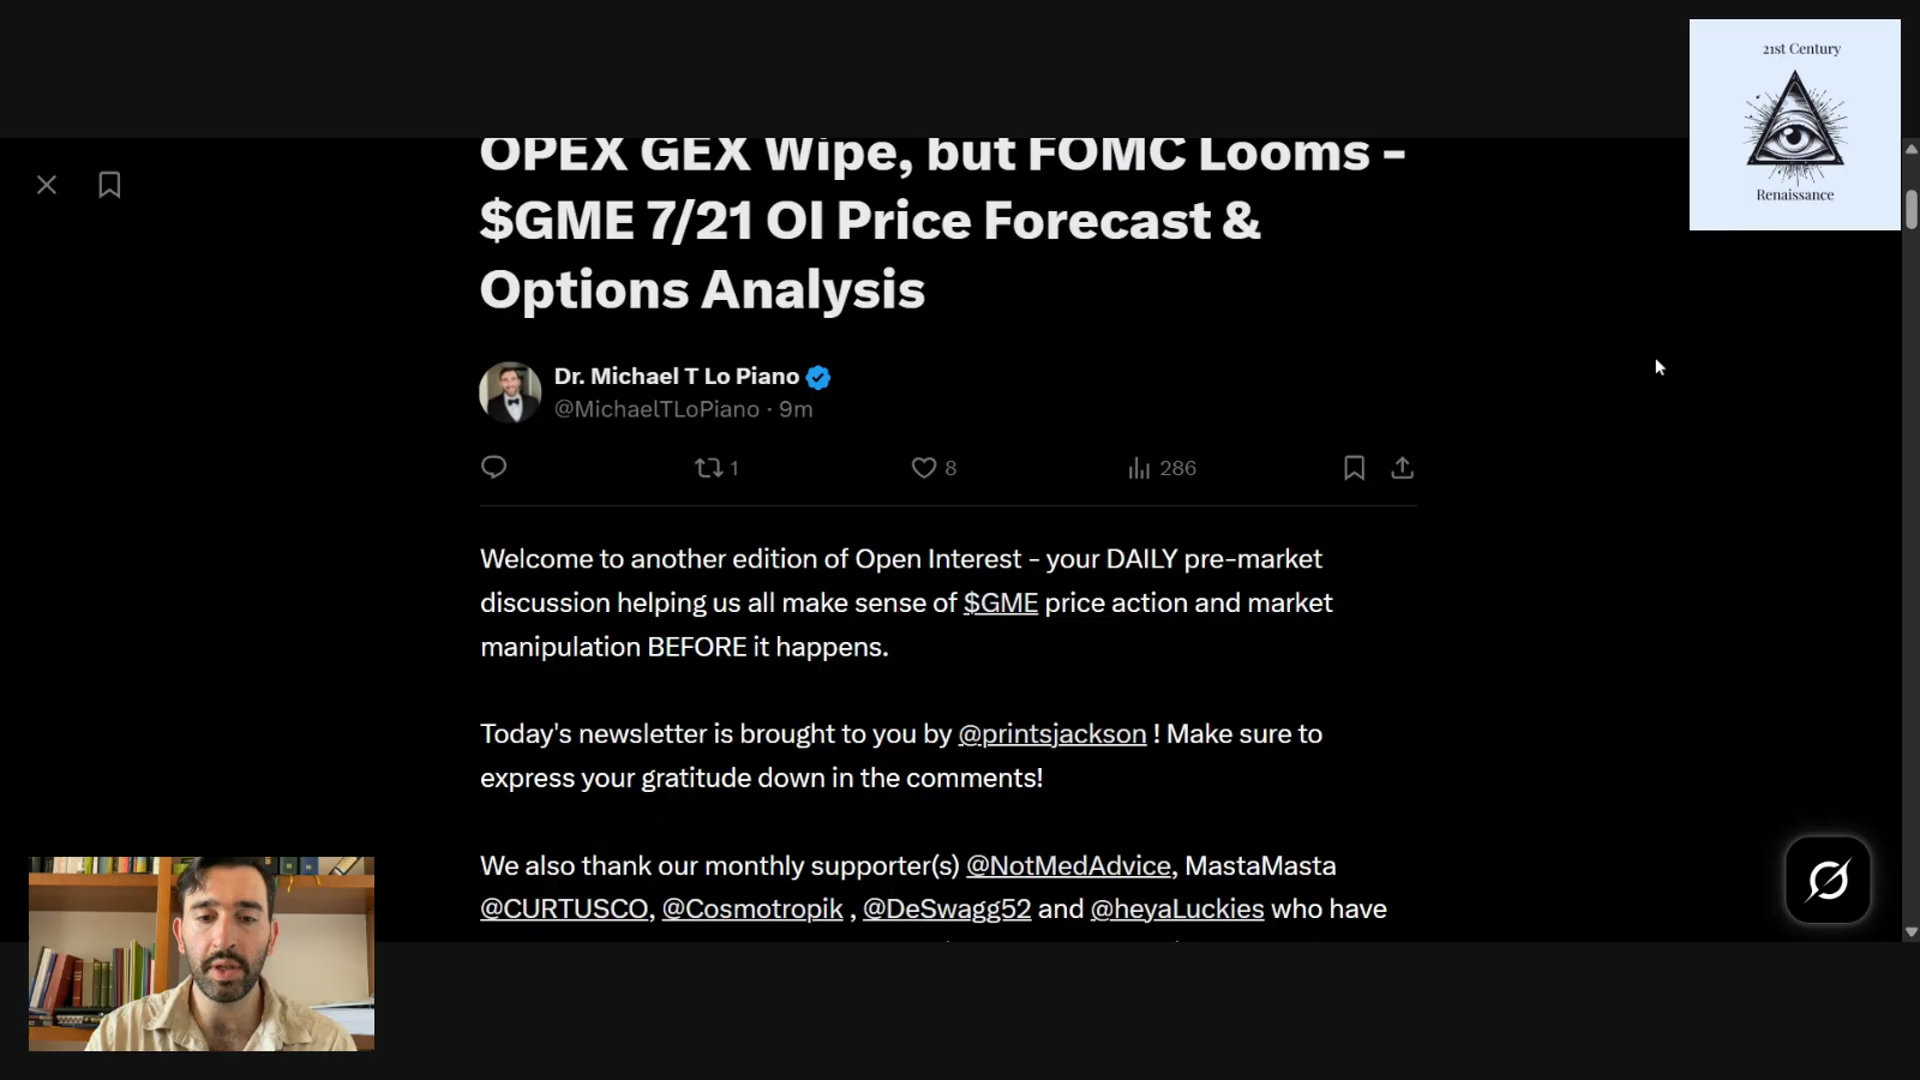 21st Century
Renaissance
OPEX GEX Wipe, but FOMC Looms –
$GME 7/21 OI Price Forecast &
Options Analysis
Dr. Michael T Lo Piano
@MichaelTLoPiano · 9m
1
8
286
Welcome to another edition of Open Interest – your DAILY pre-market
discussion helping us all make sense of $GME price action and market
manipulation BEFORE it happens.
Today's newsletter is brought to you by @printsjackson ! Make sure to
express your gratitude down in the comments!
We also thank our monthly supporter(s) @NotMedAdvice, MastaMasta
@CURTUSCO, @Cosmotropik , @DeSwagg52 and @heyaLuckies who have